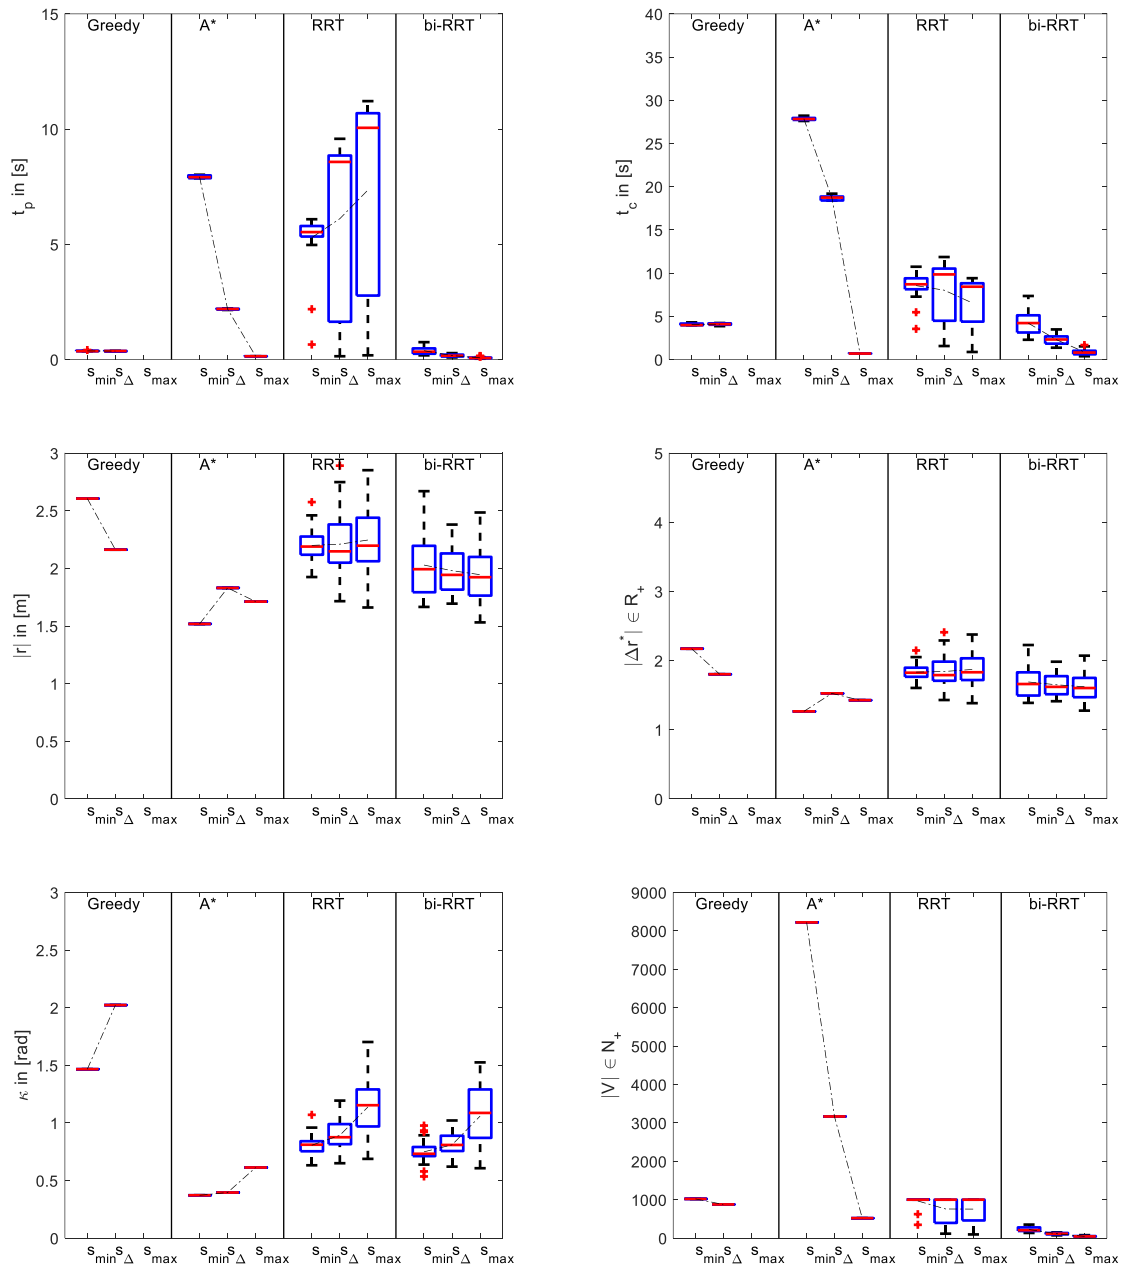 15
10
5
0
t_p in [s]
Greedy
A*
RRT
bi-RRT
s_min s_Δ s_max
s_min s_Δ s_max
s_min s_Δ s_max
s_min s_Δ s_max
40
35
30
25
20
15
10
5
0
t_c in [s]
Greedy
A*
RRT
bi-RRT
s_min s_Δ s_max
s_min s_Δ s_max
s_min s_Δ s_max
s_min s_Δ s_max
3
2.5
2
1.5
1
0.5
0
|r| in [m]
Greedy
A*
RRT
bi-RRT
s_min s_Δ s_max
s_min s_Δ s_max
s_min s_Δ s_max
s_min s_Δ s_max
5
4
3
2
1
0
|Δr^*| ∈ R_+
Greedy
A*
RRT
bi-RRT
s_min s_Δ s_max
s_min s_Δ s_max
s_min s_Δ s_max
s_min s_Δ s_max
3
2.5
2
1.5
1
0.5
0
κ in [rad]
Greedy
A*
RRT
bi-RRT
s_min s_Δ s_max
s_min s_Δ s_max
s_min s_Δ s_max
s_min s_Δ s_max
9000
8000
7000
6000
5000
4000
3000
2000
1000
0
|V| ∈ N_+
Greedy
A*
RRT
bi-RRT
s_min s_Δ s_max
s_min s_Δ s_max
s_min s_Δ s_max
s_min s_Δ s_max